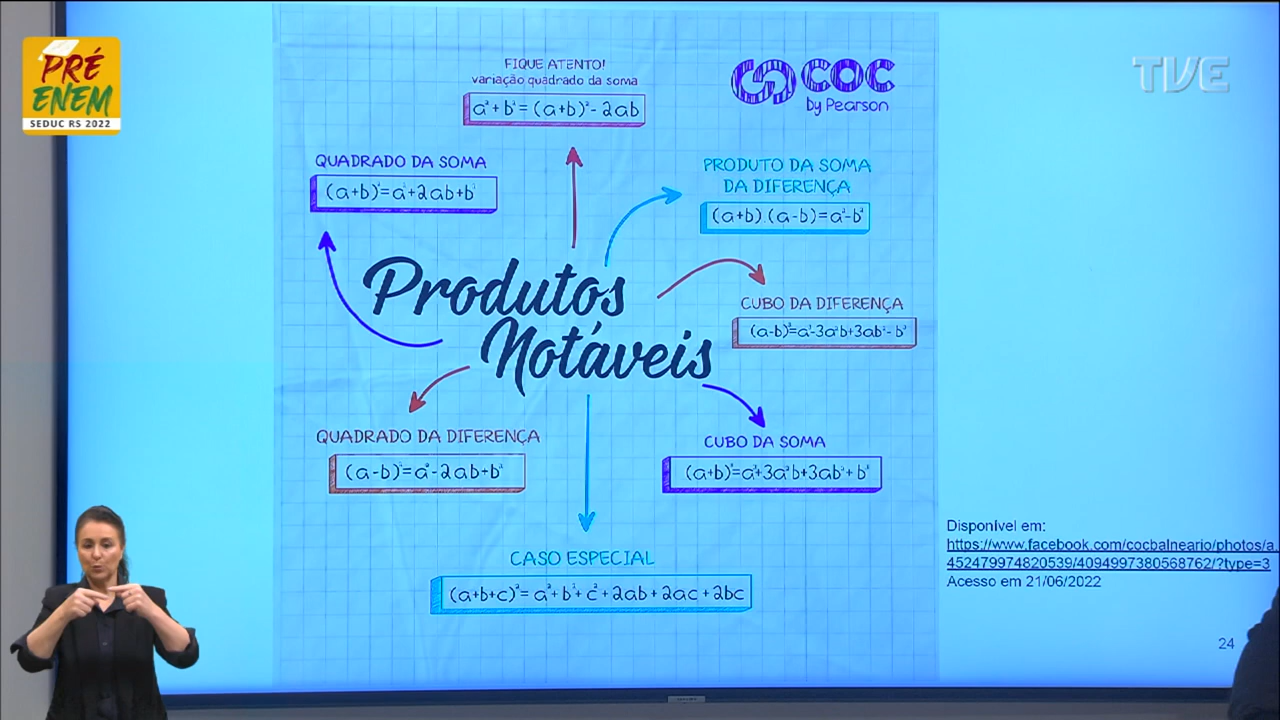 PRÉ
ENEM
SEDUC RS 2022
FIQUE ATENTO!
variação quadrado da soma
a² + b² = (a+b)² - 2ab
COC
by Pearson
TVE
QUADRADO DA SOMA
(a+b)²=a²+2ab+b²
PRODUTO DA SOMA
DA DIFERENÇA
(a+b).(a-b)=a²-b²
Produtos
Notáveis
CUBO DA DIFERENÇA
(a-b)³=a³-3a²b+3ab²-b³
QUADRADO DA DIFERENÇA
(a-b)²=a²-2ab+b²
CUBO DA SOMA
(a+b)³=a³+3a²b+3ab²+b³
CASO ESPECIAL
(a+b+c)²= a²+b²+c²+2ab+2ac+2bc
Disponível em:
https://www.facebook.com/cocbalneario/photos/a.
452479974820539/4094997380568762/?type=3
Acesso em 21/06/2022
24